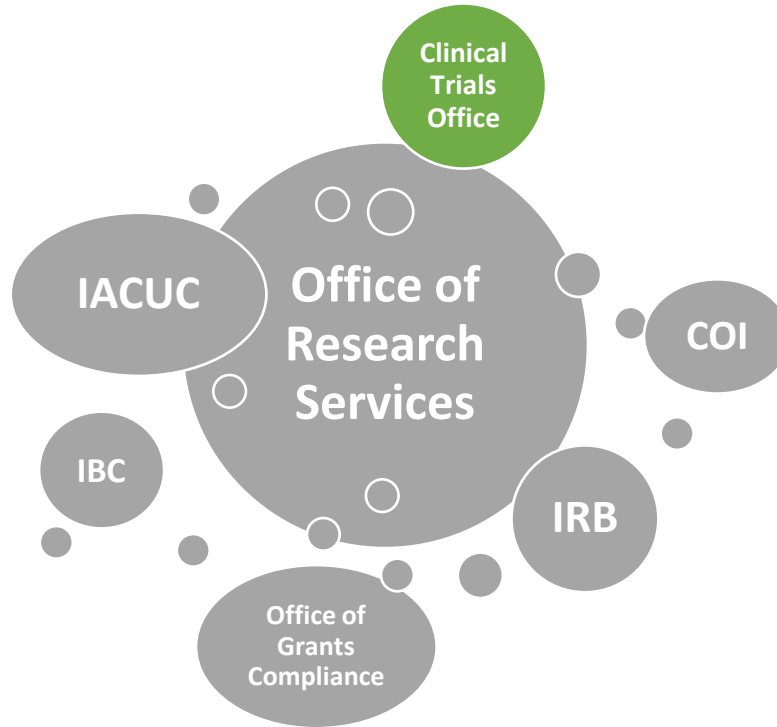 Clinical
Trials
Office
IACUC
Office of
Research
Services
COI
IBC
IRB
Office of
Grants
Compliance